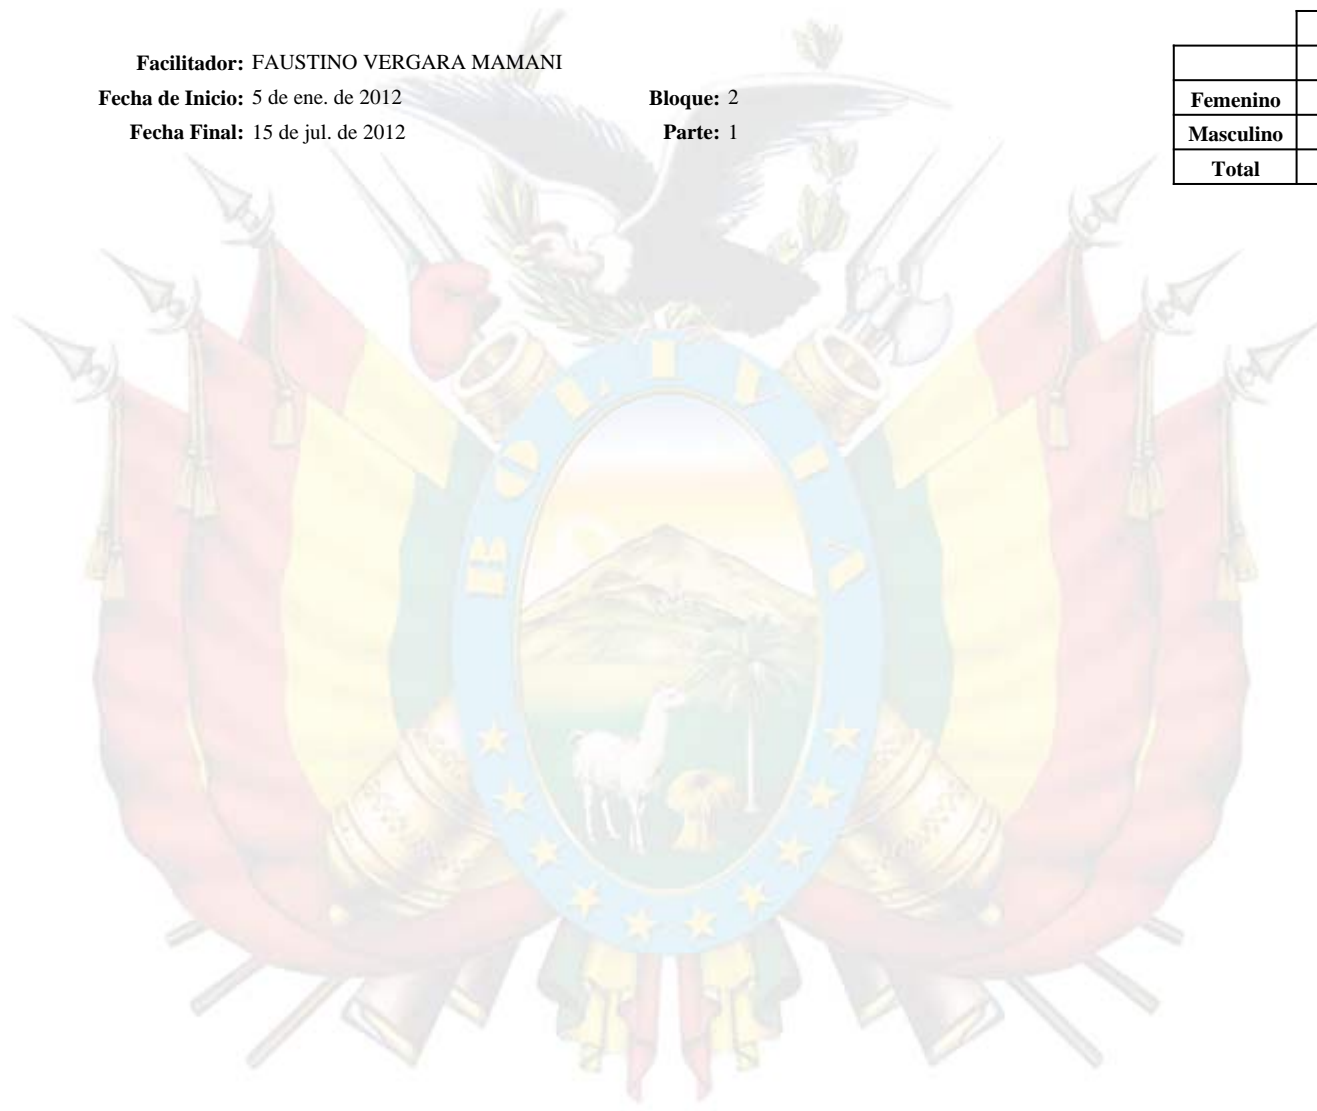 Facilitador: FAUSTINO VERGARA MAMANI
Fecha de Inicio: 5 de ene. de 2012 Bloque: 2
Fecha Final: 15 de jul. de 2012 Parte: 1
Femenino
Masculino
Total
BOLIVIA